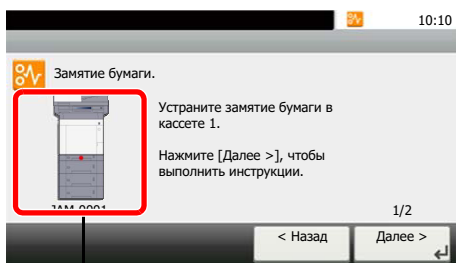 10:10
Замятие бумаги.
Устраните замятие бумаги в
кассете 1.
Нажмите [Далее >], чтобы
выполнить инструкции.
JAM 0001
1/2
< Назад
Далее >